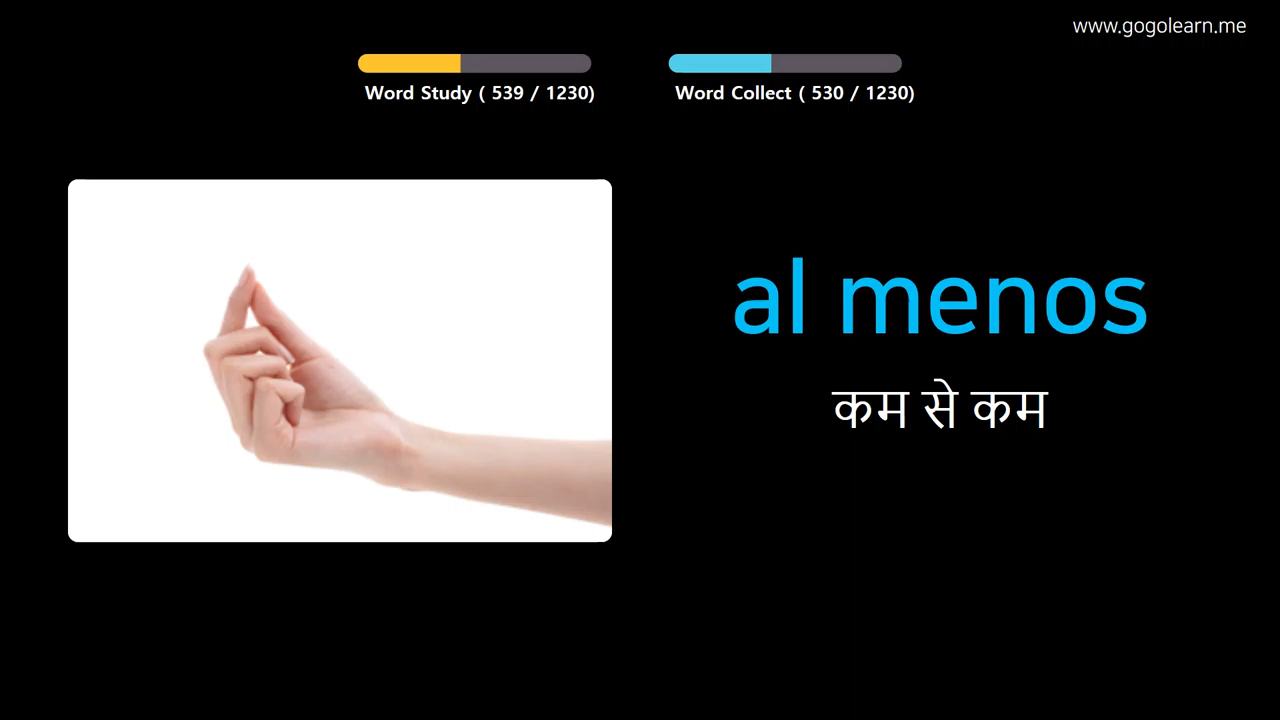 www.gogolearn.me
Word Study ( 539 / 1230)
Word Collect ( 530 / 1230)
al menos
कम से कम